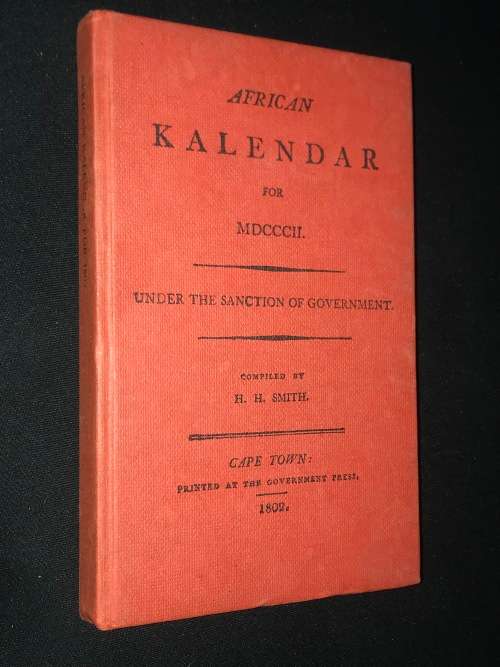 AFRICAN
KALENDAR
FOR
MDCCCII.
UNDER THE SANCTION OF GOVERNMENT.
COMPILED BY
H. H. SMITH.
CAPE TOWN:
PRINTED AT THE GOVERNMENT PRESS,
1802.